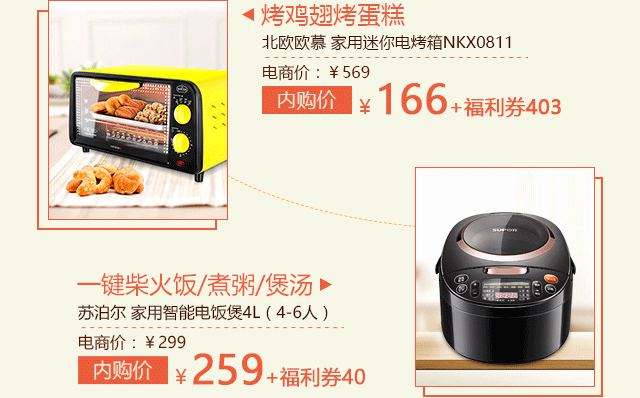 烤鸡翅烤蛋糕
北欧欧慕 家用迷你电烤箱NKX0811
电商价：￥569
内购价 ￥166+福利券403
SUPOR
一键柴火饭/煮粥/煲汤
苏泊尔 家用智能电饭煲4L（4-6人）
电商价：￥299
内购价 ￥259+福利券40